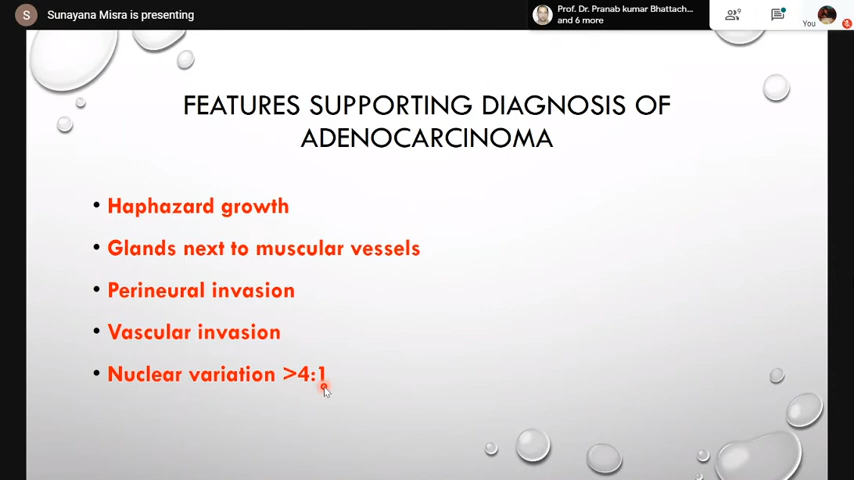 S Sunayana Misra is presenting
Prof. Dr. Pranab kumar Bhattach...
and 6 more
9
You
FEATURES SUPPORTING DIAGNOSIS OF
ADENOCARCINOMA
• Haphazard growth
• Glands next to muscular vessels
• Perineural invasion
• Vascular invasion
• Nuclear variation >4:1